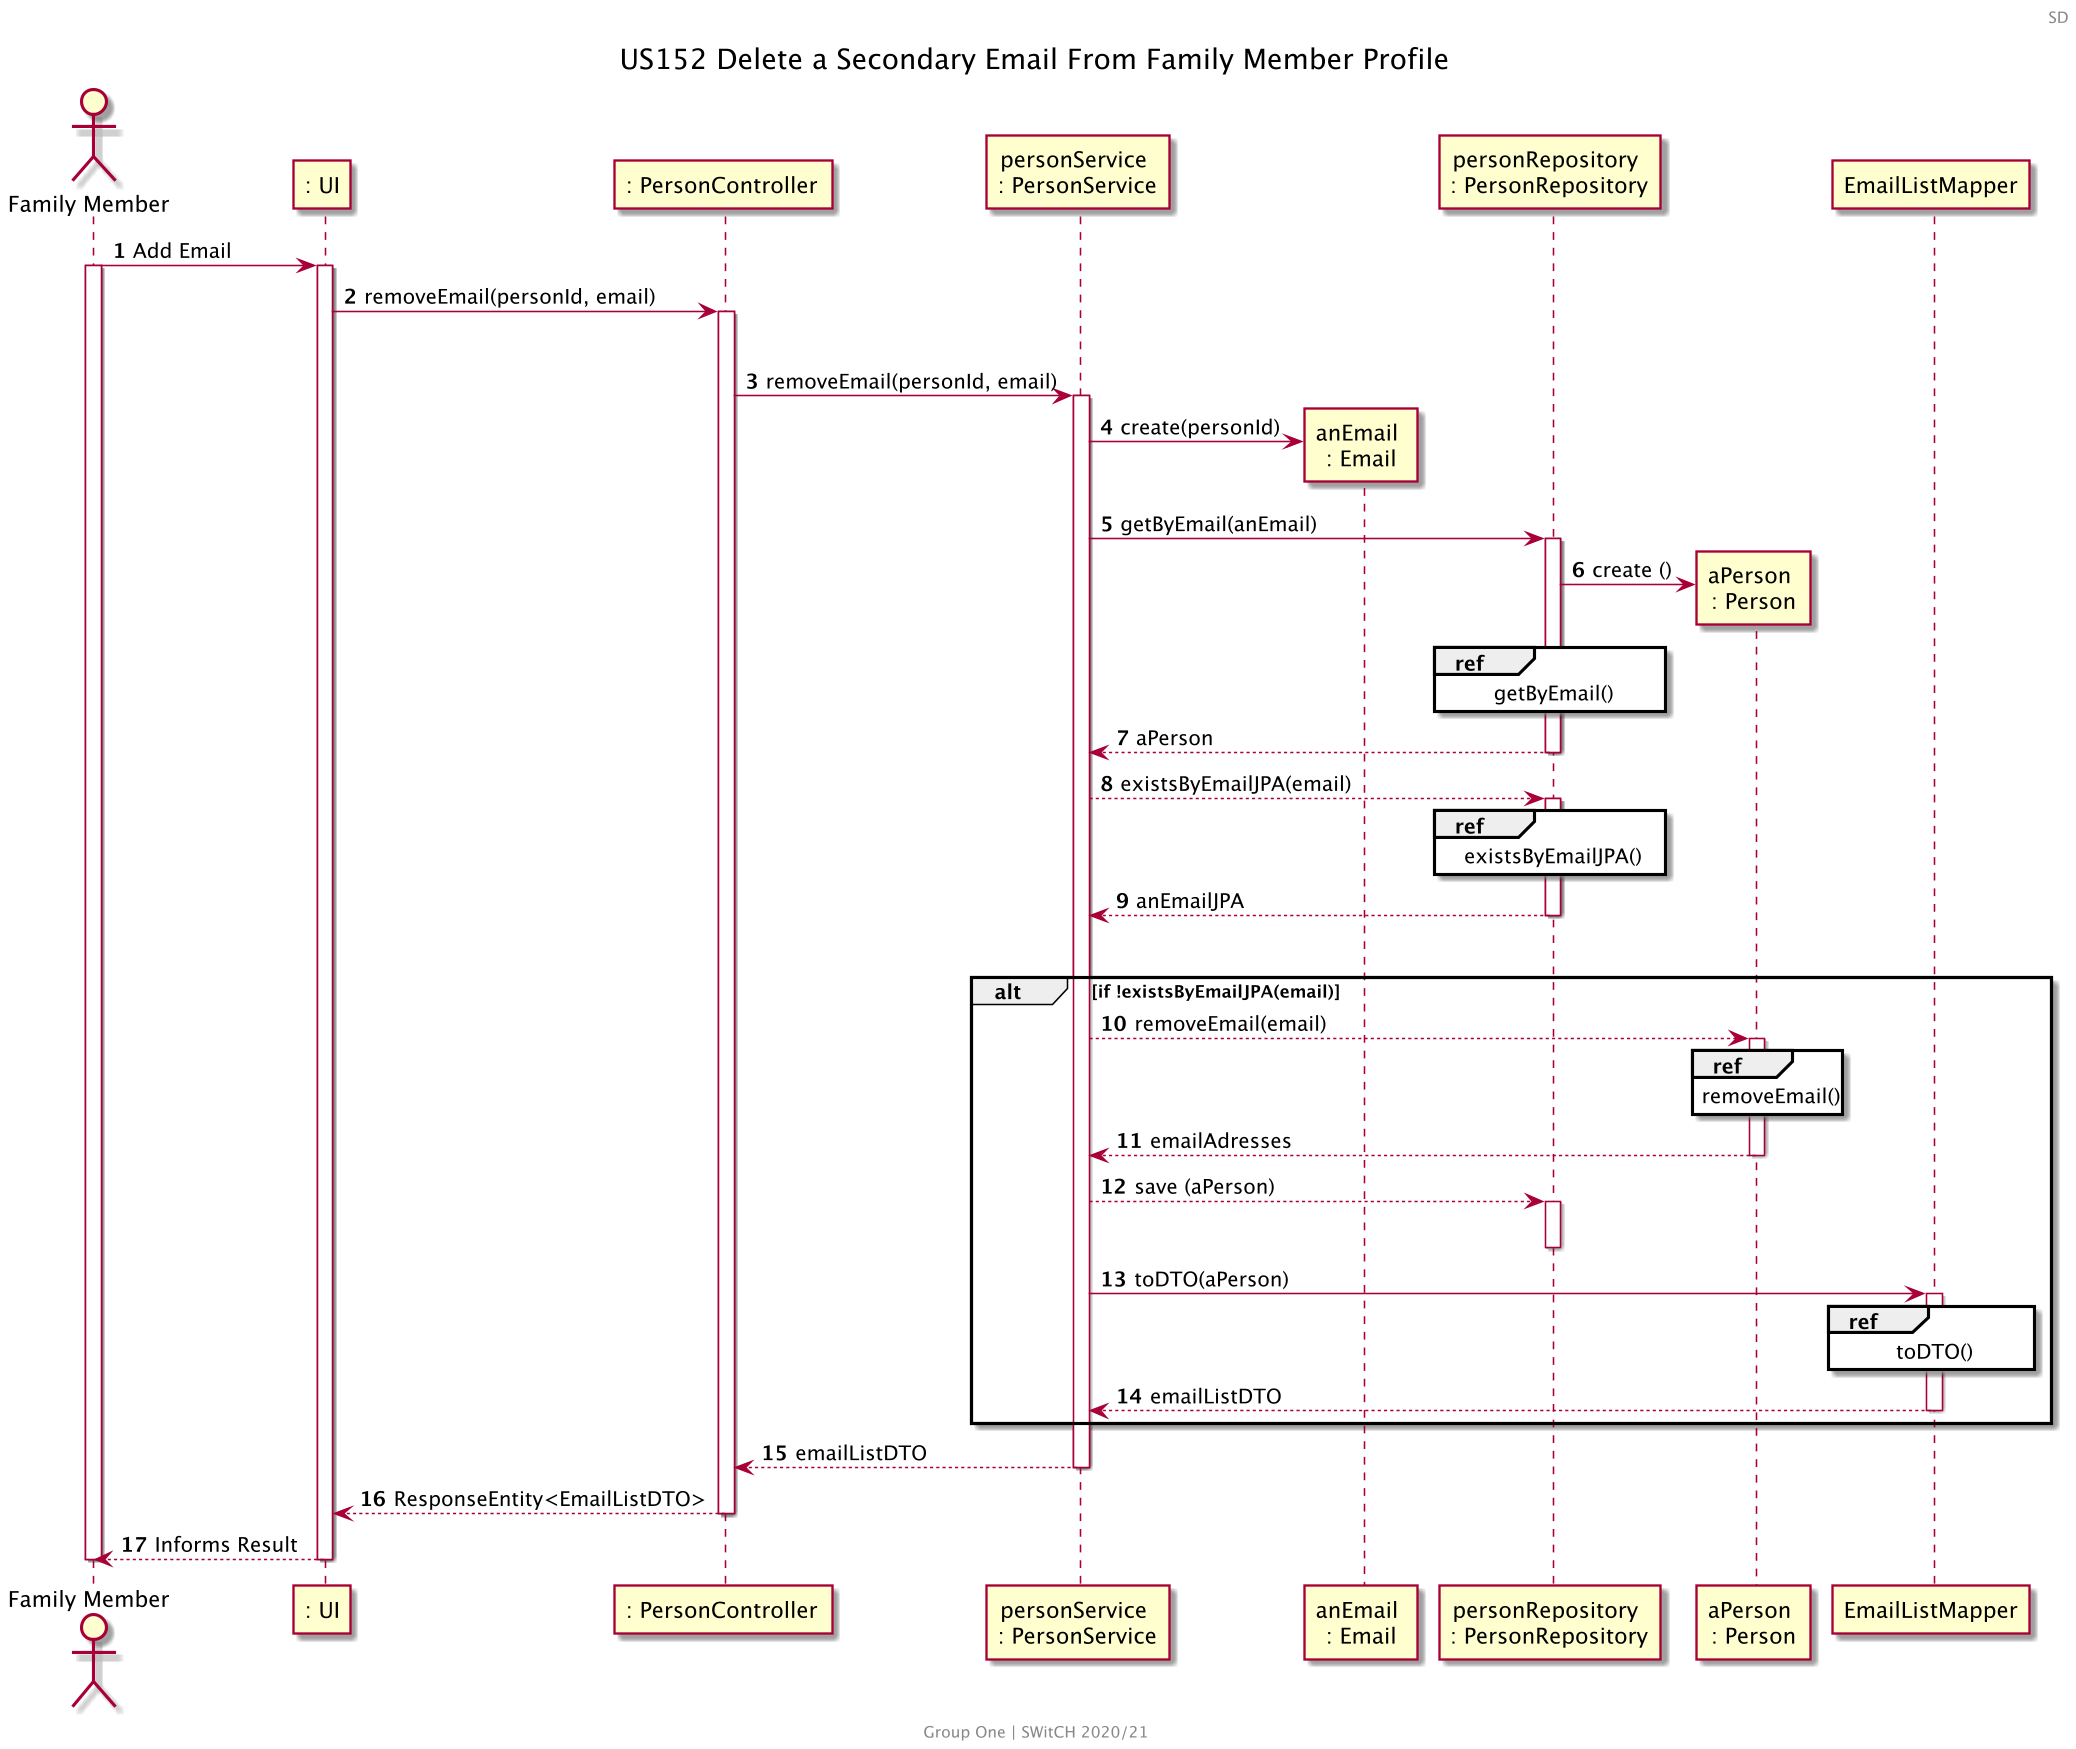 SD
US152 Delete a Secondary Email From Family Member Profile
Family Member
: UI
: PersonController
personService
: PersonService
personRepository
: PersonRepository
EmailListMapper
1 Add Email
2 removeEmail(personId, email)
3 removeEmail(personId, email)
4 create(personId)
anEmail
: Email
5 getByEmail(anEmail)
6 create ()
aPerson
: Person
ref
getByEmail()
7 aPerson
8 existsByEmailJPA(email)
ref
existsByEmailJPA()
9 anEmailJPA
alt
[if !existsByEmailJPA(email)]
10 removeEmail(email)
ref
removeEmail()
11 emailAdresses
12 save (aPerson)
13 toDTO(aPerson)
ref
toDTO()
14 emailListDTO
15 emailListDTO
16 ResponseEntity<EmailListDTO>
17 Informs Result
Family Member
: UI
: PersonController
personService
: PersonService
anEmail
: Email
personRepository
: PersonRepository
aPerson
: Person
EmailListMapper
Group One | SWitCH 2020/21